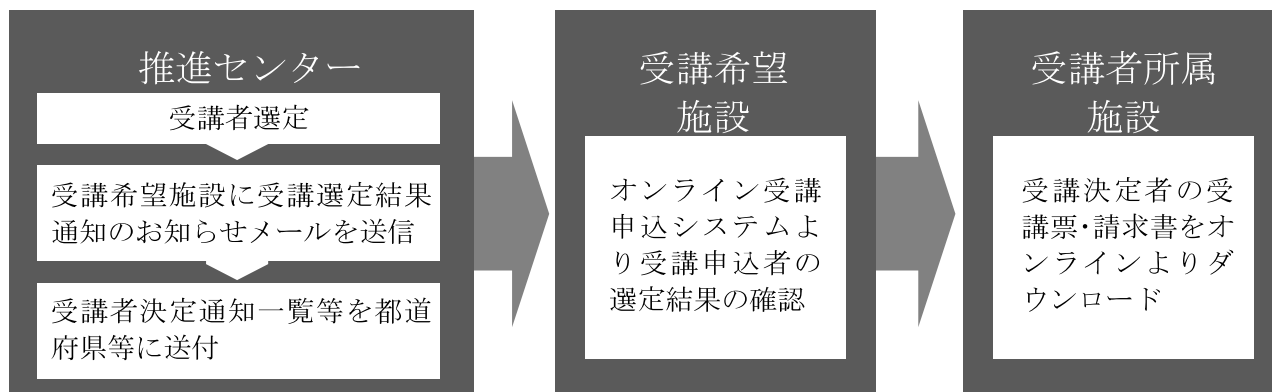 推進センター
受講者選定
受講希望施設に受講選定結果
通知のお知らせメールを送信
受講者決定通知一覧等を都道
府県等に送付
受講希望
施設
オンライン受講
申込システムよ
り受講申込者の
選定結果の確認
受講者所属
施設
受講決定者の受
講票･請求書をオ
ンラインよりダ
ウンロード